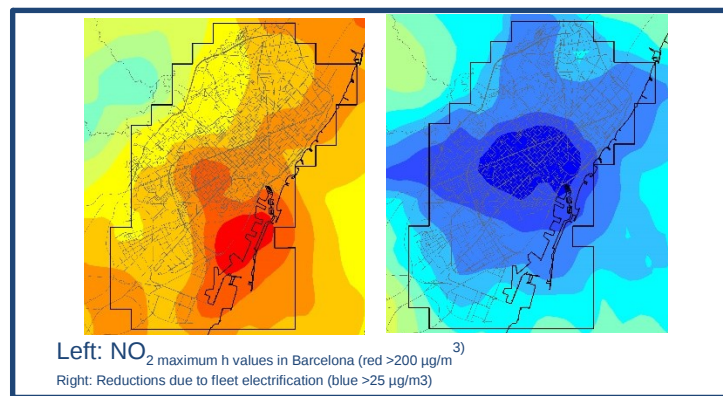 Left: NO2 maximum h values in Barcelona (red >200 µg/m3)
Right: Reductions due to fleet electrification (blue >25 µg/m3)